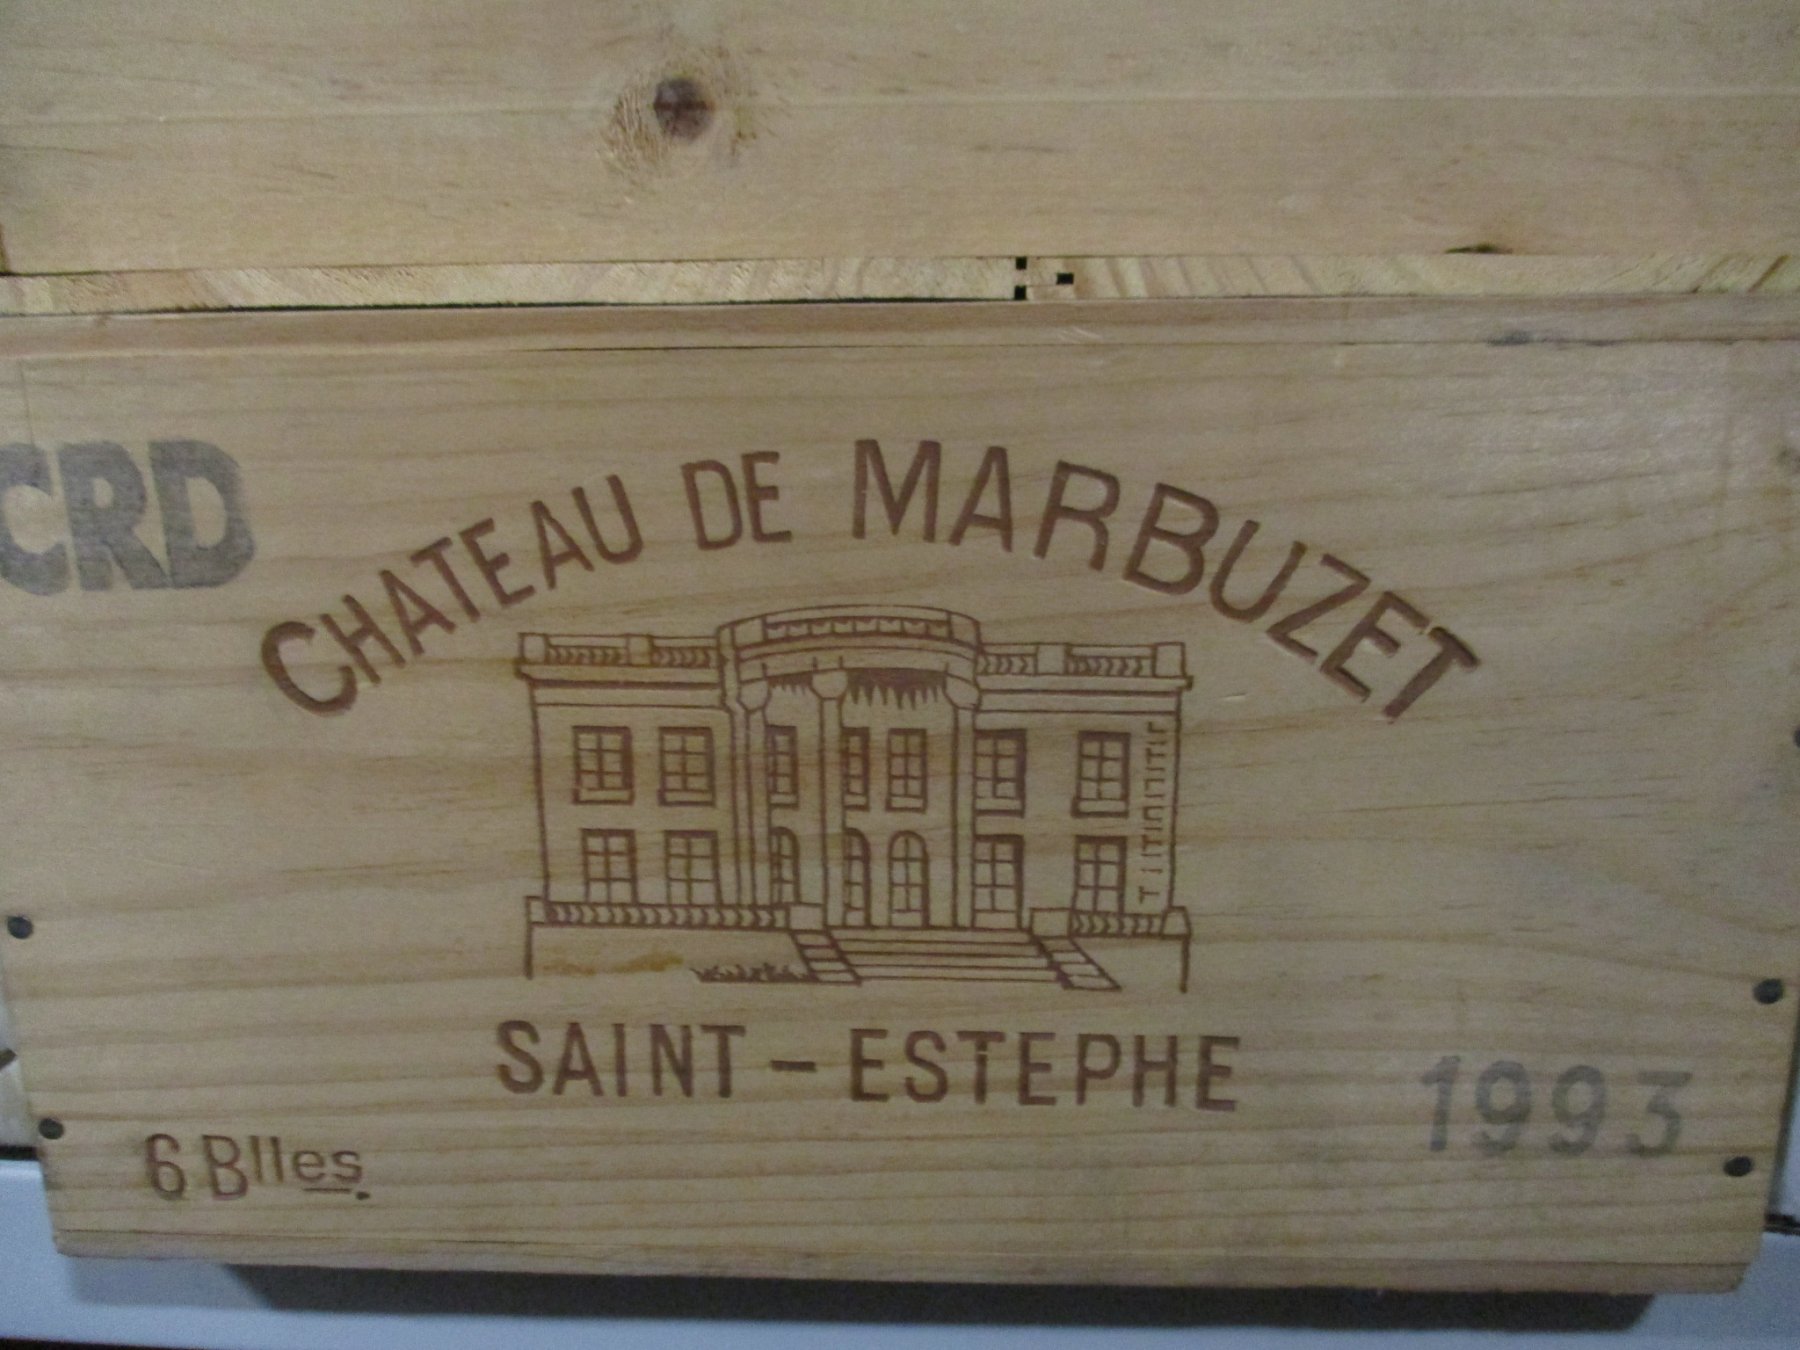 CRD
CHATEAU DE MARBUZET
SAINT-ESTEPHE
1993
6 Blles.